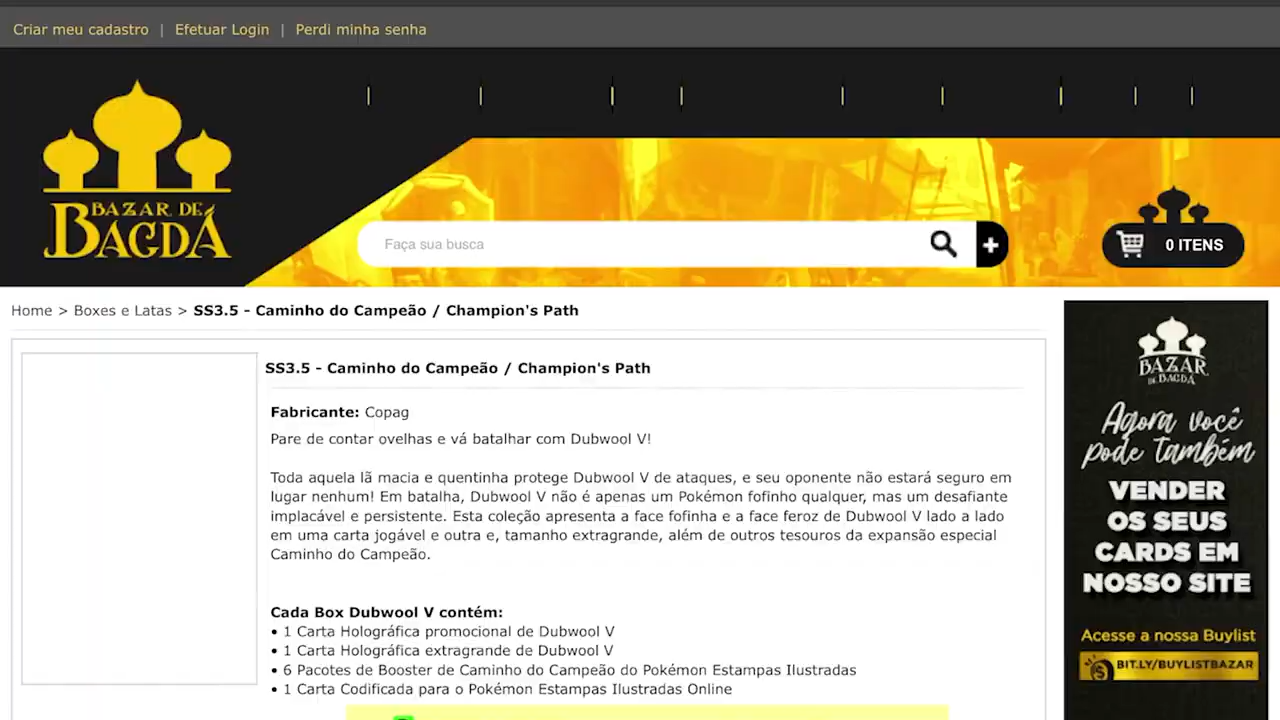 Criar meu cadastro | Efetuar Login | Perdi minha senha
BAZAR DE
BAGDÁ
Faça sua busca
+
0 ITENS
Home > Boxes e Latas > SS3.5 - Caminho do Campeão / Champion's Path
SS3.5 - Caminho do Campeão / Champion's Path
Fabricante: Copag
Pare de contar ovelhas e vá batalhar com Dubwool V!
Toda aquela lã macia e quentinha protege Dubwool V de ataques, e seu oponente não estará seguro em
lugar nenhum! Em batalha, Dubwool V não é apenas um Pokémon fofinho qualquer, mas um desafiante
implacável e persistente. Esta coleção apresenta a face fofinha e a face feroz de Dubwool V lado a lado
em uma carta jogável e outra e, tamanho extragrande, além de outros tesouros da expansão especial
Caminho do Campeão.
Cada Box Dubwool V contém:
• 1 Carta Holográfica promocional de Dubwool V
• 1 Carta Holográfica extragrande de Dubwool V
• 6 Pacotes de Booster de Caminho do Campeão do Pokémon Estampas Ilustradas
• 1 Carta Codificada para o Pokémon Estampas Ilustradas Online
BAZAR
DE BAGDÁ
Agora você
pode também
VENDER
OS SEUS
CARDS EM
NOSSO SITE
Acesse a nossa Buylist
$ BIT.LY/BUYLISTBAZAR